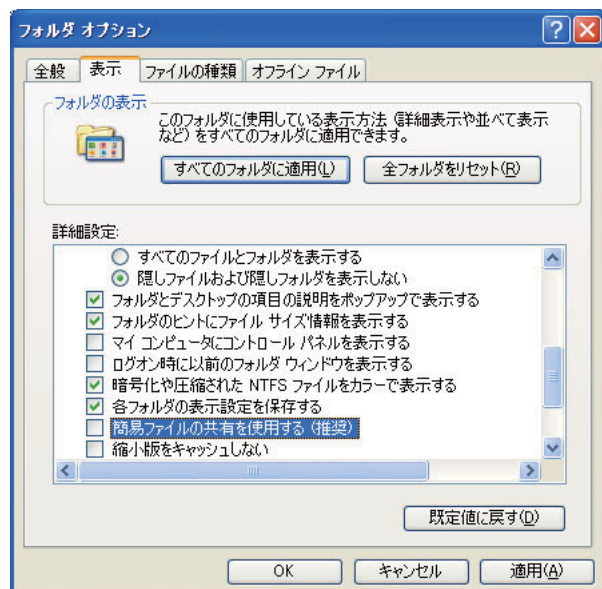 フォルダ オプション
全般 表示 ファイルの種類 オフライン ファイル
フォルダの表示
このフォルダに使用している表示方法 (詳細表示や並べて表示
など) をすべてのフォルダに適用できます。
すべてのフォルダに適用(L) 全フォルダをリセット(R)
詳細設定:
すべてのファイルとフォルダを表示する
隠しファイルおよび隠しフォルダを表示しない
フォルダとデスクトップの項目の説明をポップアップで表示する
フォルダのヒントにファイル サイズ情報を表示する
マイ コンピュータにコントロール パネルを表示する
ログオン時に以前のフォルダ ウィンドウを表示する
暗号化や圧縮された NTFS ファイルをカラーで表示する
各フォルダの表示設定を保存する
簡易ファイルの共有を使用する (推奨)
縮小版をキャッシュしない
既定値に戻す(D)
OK キャンセル 適用(A)